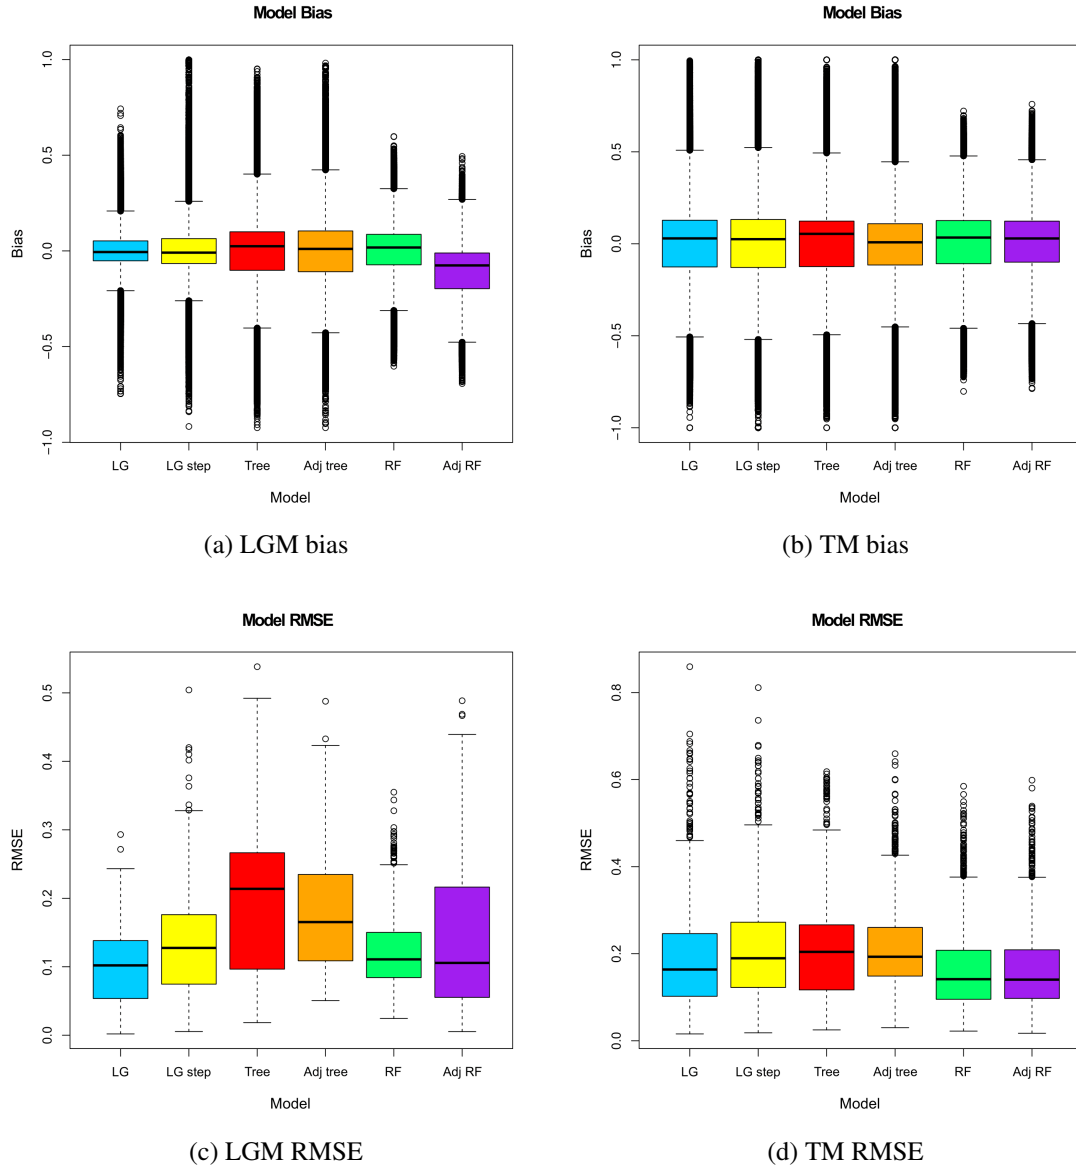 Model Bias
Bias
1.0
0.5
0.0
−0.5
−1.0
LG LG step Tree Adj tree RF Adj RF
Model
(a) LGM bias
Model Bias
Bias
1.0
0.5
0.0
−0.5
−1.0
LG LG step Tree Adj tree RF Adj RF
Model
(b) TM bias
Model RMSE
RMSE
0.5
0.4
0.3
0.2
0.1
0.0
LG LG step Tree Adj tree RF Adj RF
Model
(c) LGM RMSE
Model RMSE
RMSE
0.8
0.6
0.4
0.2
0.0
LG LG step Tree Adj tree RF Adj RF
Model
(d) TM RMSE